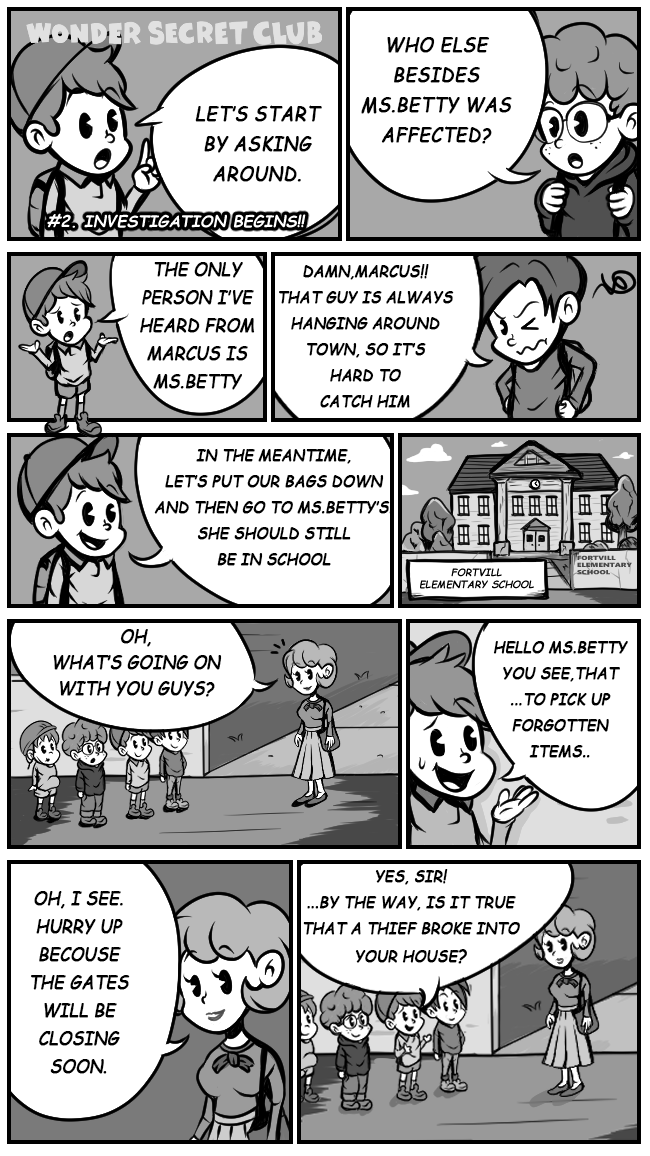 WONDER SECRET CLUB
LET'S START
BY ASKING
AROUND.
#2. INVESTIGATION BEGINS!!
WHO ELSE
BESIDES
MS.BETTY WAS
AFFECTED?
THE ONLY
PERSON I'VE
HEARD FROM
MARCUS IS
MS.BETTY
DAMN,MARCUS!!
THAT GUY IS ALWAYS
HANGING AROUND
TOWN, SO IT'S
HARD TO
CATCH HIM
IN THE MEANTIME,
LET'S PUT OUR BAGS DOWN
AND THEN GO TO MS.BETTY'S
SHE SHOULD STILL
BE IN SCHOOL
FORTVILL
ELEMENTARY SCHOOL
FORTVILL
ELEMENTARY
SCHOOL
OH,
WHAT'S GOING ON
WITH YOU GUYS?
HELLO MS.BETTY
YOU SEE,THAT
...TO PICK UP
FORGOTTEN
ITEMS..
OH, I SEE.
HURRY UP
BECOUSE
THE GATES
WILL BE
CLOSING
SOON.
YES, SIR!
...BY THE WAY, IS IT TRUE
THAT A THIEF BROKE INTO
YOUR HOUSE?